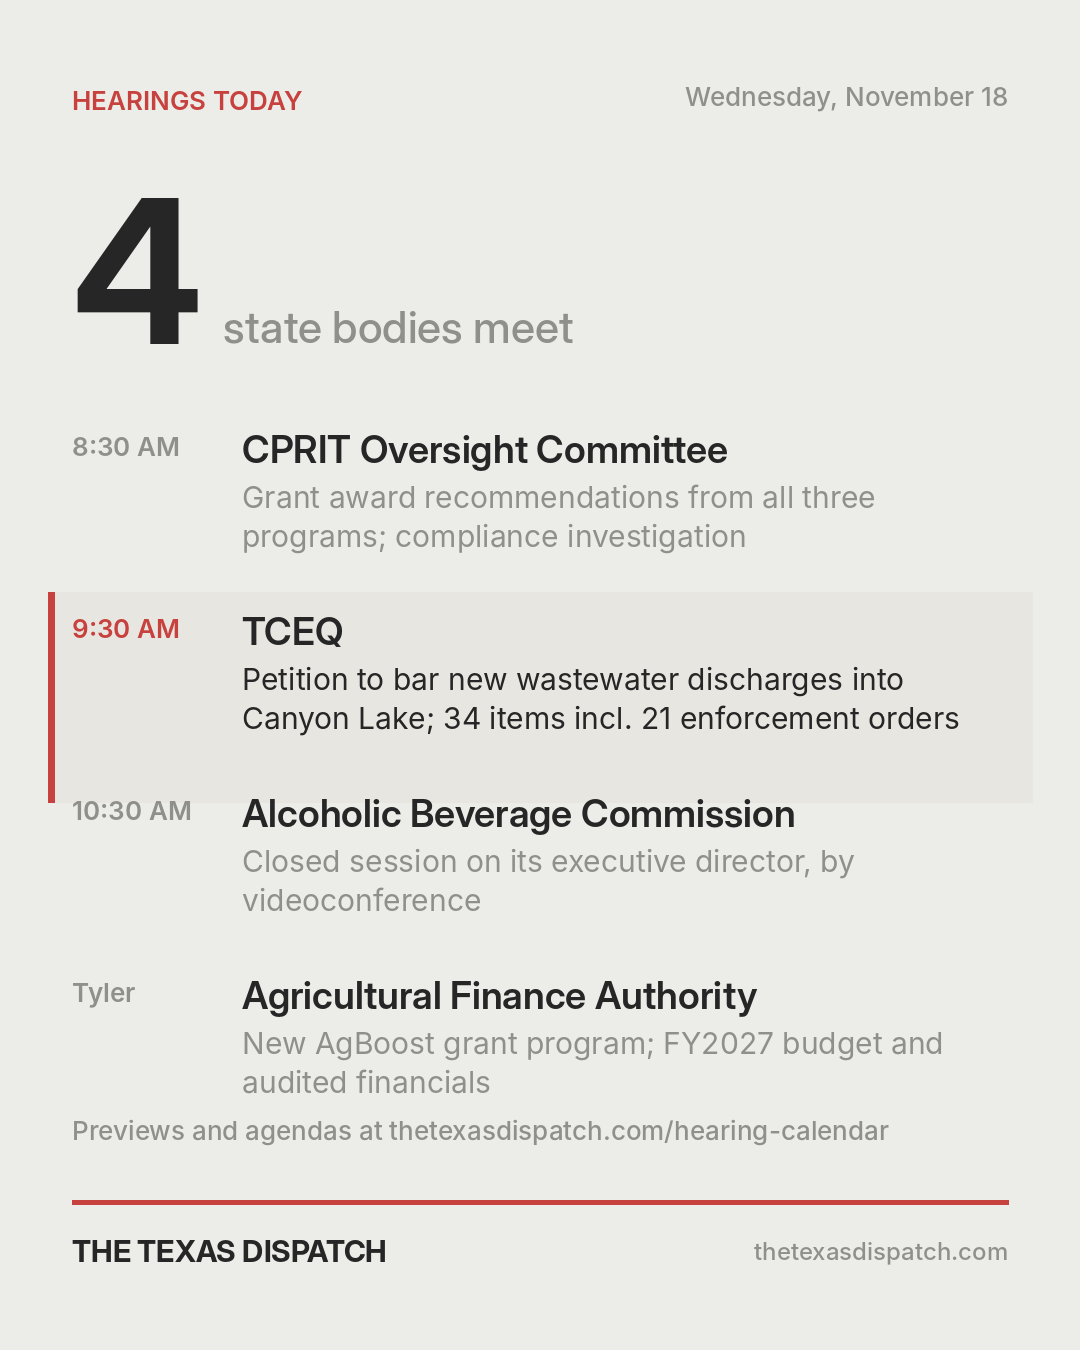 HEARINGS TODAY
Wednesday, November 18
4 state bodies meet
8:30 AM
CPRIT Oversight Committee
Grant award recommendations from all three
programs; compliance investigation
9:30 AM
TCEQ
Petition to bar new wastewater discharges into
Canyon Lake; 34 items incl. 21 enforcement orders
10:30 AM
Alcoholic Beverage Commission
Closed session on its executive director, by
videoconference
Tyler
Agricultural Finance Authority
New AgBoost grant program; FY2027 budget and
audited financials
Previews and agendas at thetexasdispatch.com/hearing-calendar
THE TEXAS DISPATCH
thetexasdispatch.com